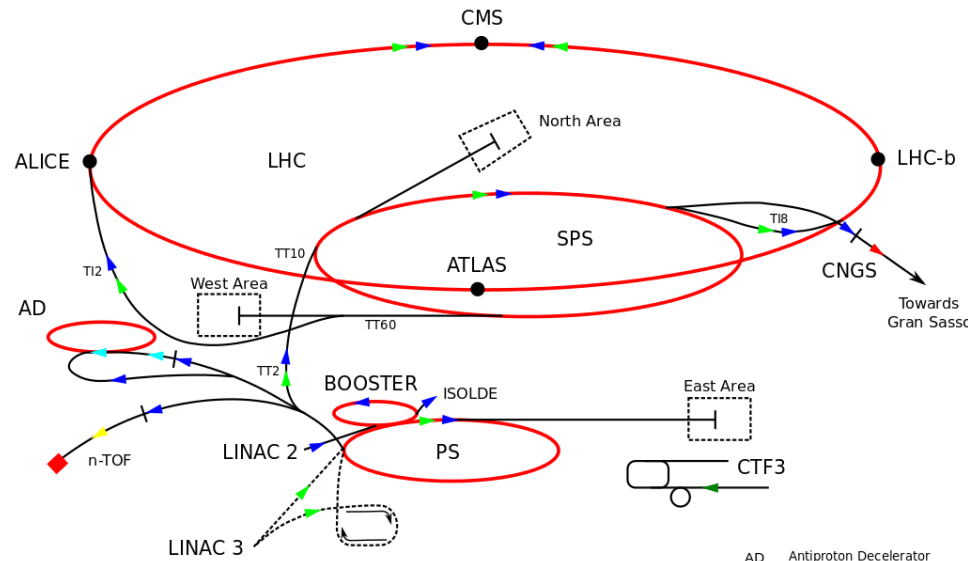 CMS
North Area
ALICE
LHC
LHC-b
TI8
SPS
TT10
ATLAS
CNGS
TI2
West Area
Towards
Gran Sasso
AD
TT60
TT2
BOOSTER
ISOLDE
East Area
LINAC 2
PS
n-TOF
CTF3
LINAC 3
AD Antiproton Decelerator